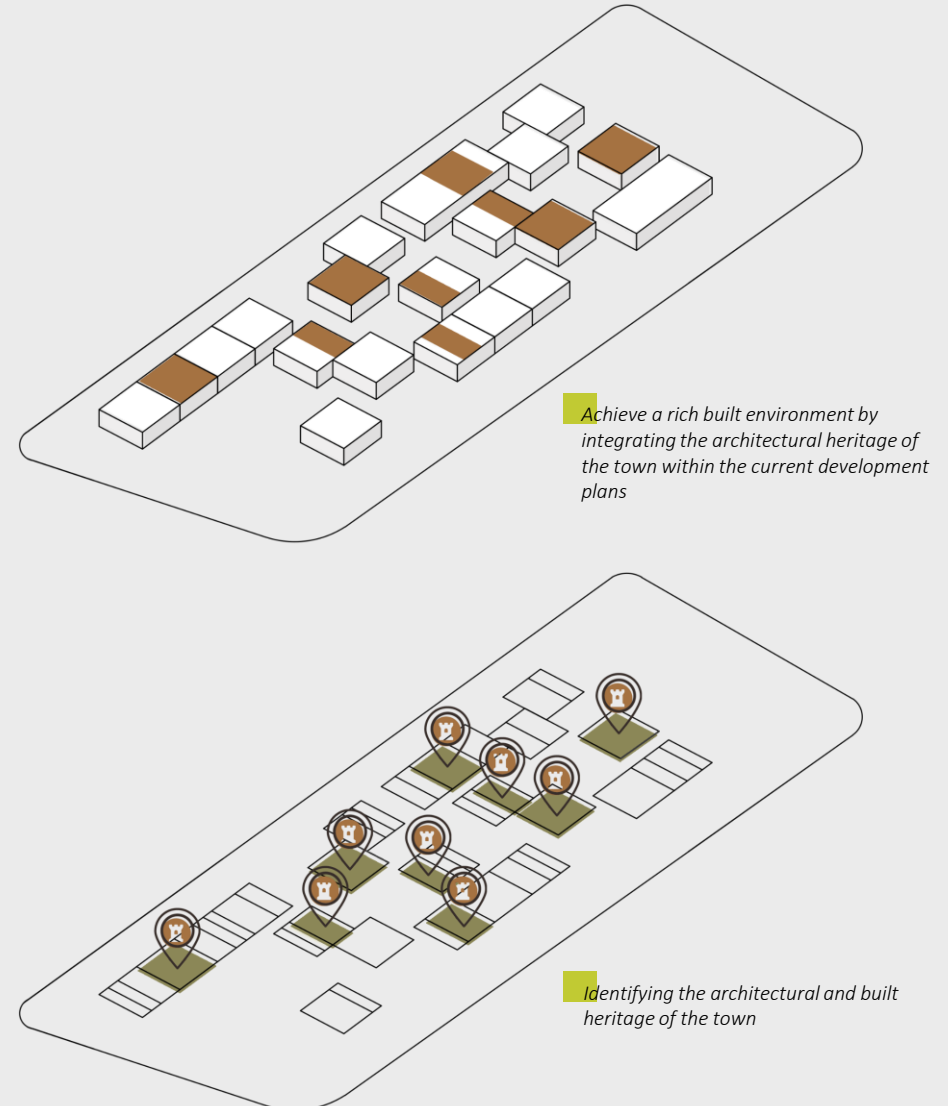 Achieve a rich built environment by
integrating the architectural heritage of
the town within the current development
plans
Identifying the architectural and built
heritage of the town